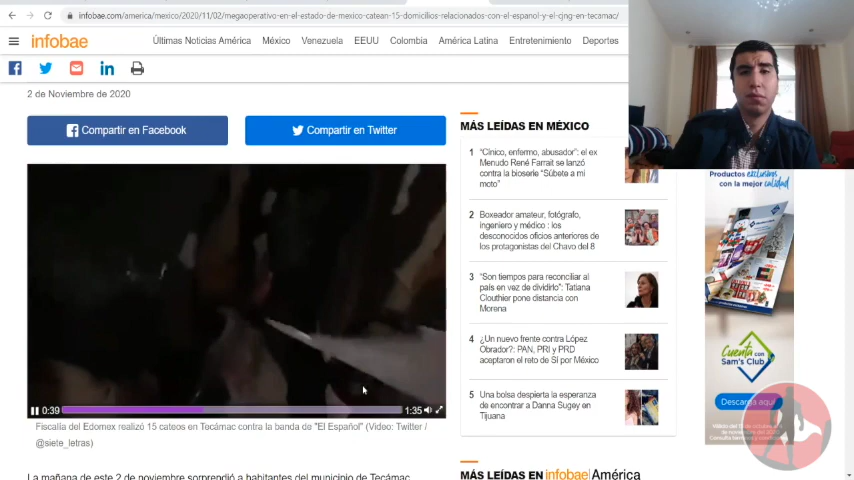 infobae.com/america/mexico/2020/11/02/megaoperativo-en-el-estado-de-mexico-catean-15-domicilios-relacionados-con-el-espanol-y-el-cjng-en-tecamac/
infobae
Últimas Noticias América México Venezuela EEUU Colombia América Latina Entretenimiento Deportes
2 de Noviembre de 2020
Compartir en Facebook
Compartir en Twitter
0:39
1:35
Fiscalía del Edomex realizó 15 cateos en Tecámac contra la banda de "El Español" (Video: Twitter /
@siete_letras)
La mañana de este 2 de noviembre sorprendió a habitantes del municipio de Tecámac
MÁS LEÍDAS EN MÉXICO
1 "Cínico, enfermo, abusador": el ex
Menudo René Farrait se lanzó
contra la bioserie "Súbete a mi
moto"
2 Boxeador amateur, fotógrafo,
ingeniero y médico : los
desconocidos oficios anteriores de
los protagonistas del Chavo del 8
3 "Son tiempos para reconciliar al
país en vez de dividirlo": Tatiana
Clouthier pone distancia con
Morena
4 ¿Un nuevo frente contra López
Obrador?: PAN, PRI y PRD
aceptaron el reto de SÍ por México
5 Una bolsa despierta la esperanza
de encontrar a Danna Sugey en
Tijuana
MÁS LEÍDAS EN infobae América
Productos exclusivos
con la mejor calidad
Cuenta con
Sam's Club
Descarga aquí